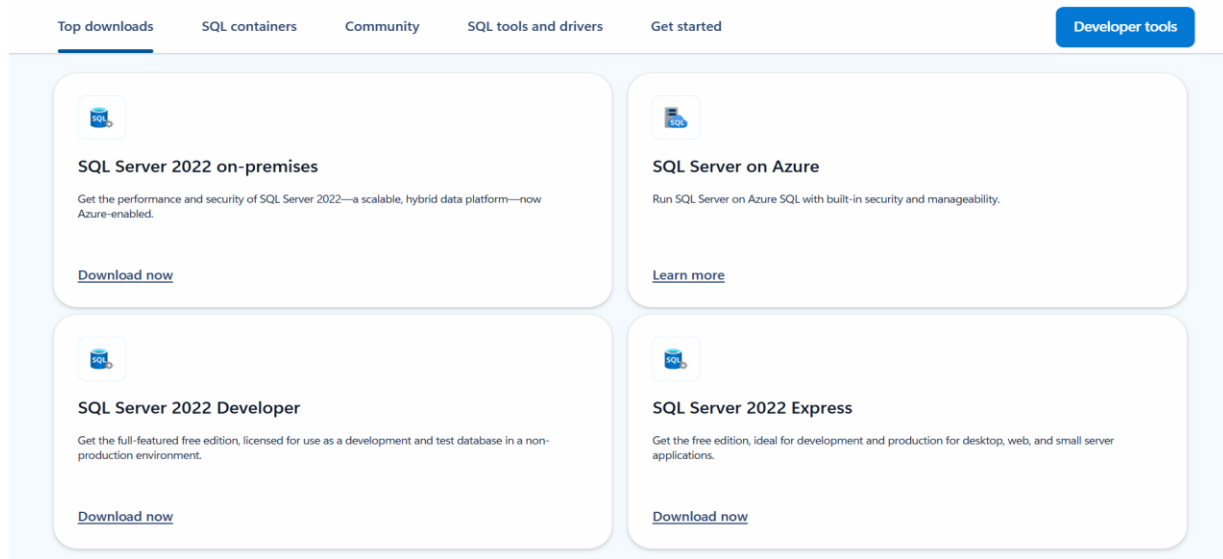 Top downloads
SQL containers
Community
SQL tools and drivers
Get started
Developer tools
SQL
SQL Server 2022 on-premises
Get the performance and security of SQL Server 2022—a scalable, hybrid data platform—now
Azure-enabled.
Download now
SQL
SQL Server on Azure
Run SQL Server on Azure SQL with built-in security and manageability.
Learn more
SQL
SQL Server 2022 Developer
Get the full-featured free edition, licensed for use as a development and test database in a non-
production environment.
Download now
SQL
SQL Server 2022 Express
Get the free edition, ideal for development and production for desktop, web, and small server
applications.
Download now